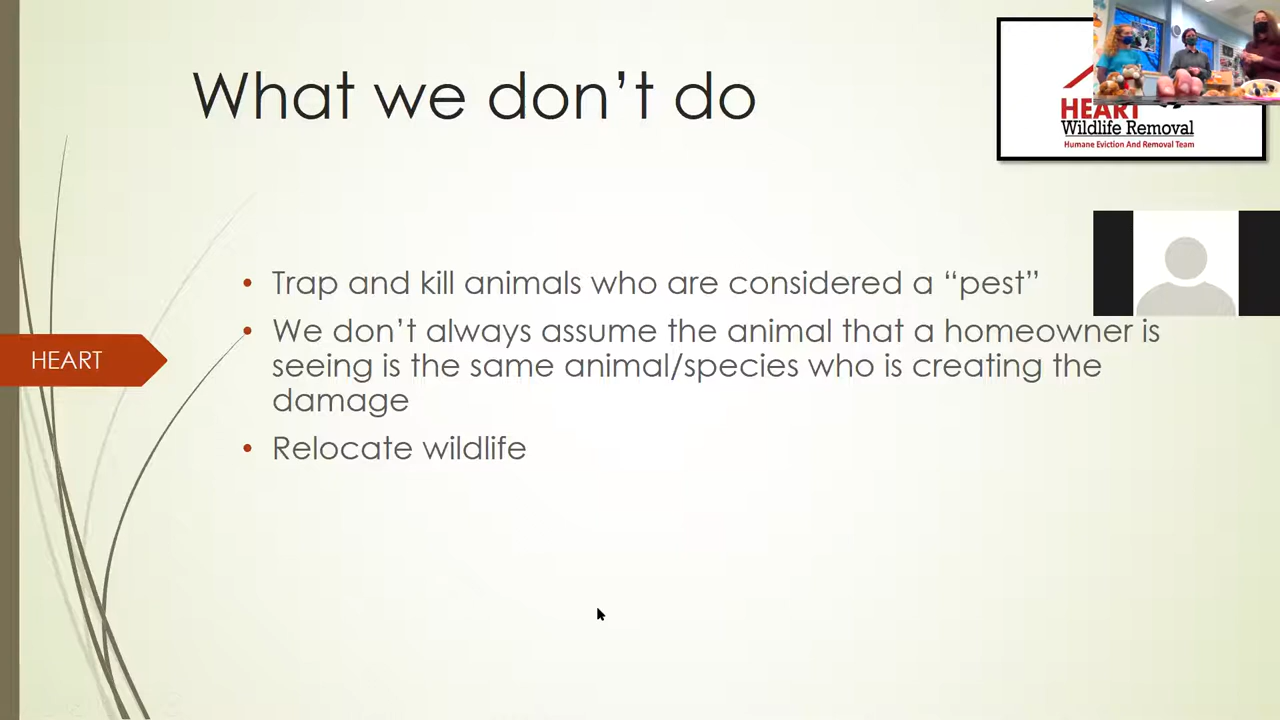 What we don’t do
HEART
Wildlife Removal
Humane Eviction And Removal Team
• Trap and kill animals who are considered a “pest”
• We don’t always assume the animal that a homeowner is
seeing is the same animal/species who is creating the
damage
• Relocate wildlife
HEART